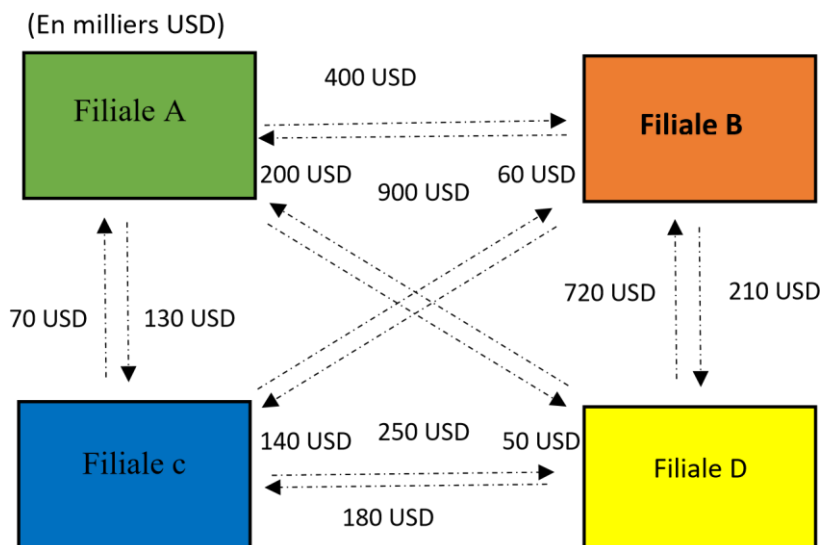 (En milliers USD)
400 USD
Filiale A
Filiale B
200 USD
900 USD
60 USD
70 USD
130 USD
720 USD
210 USD
140 USD
250 USD
50 USD
Filiale c
Filiale D
180 USD